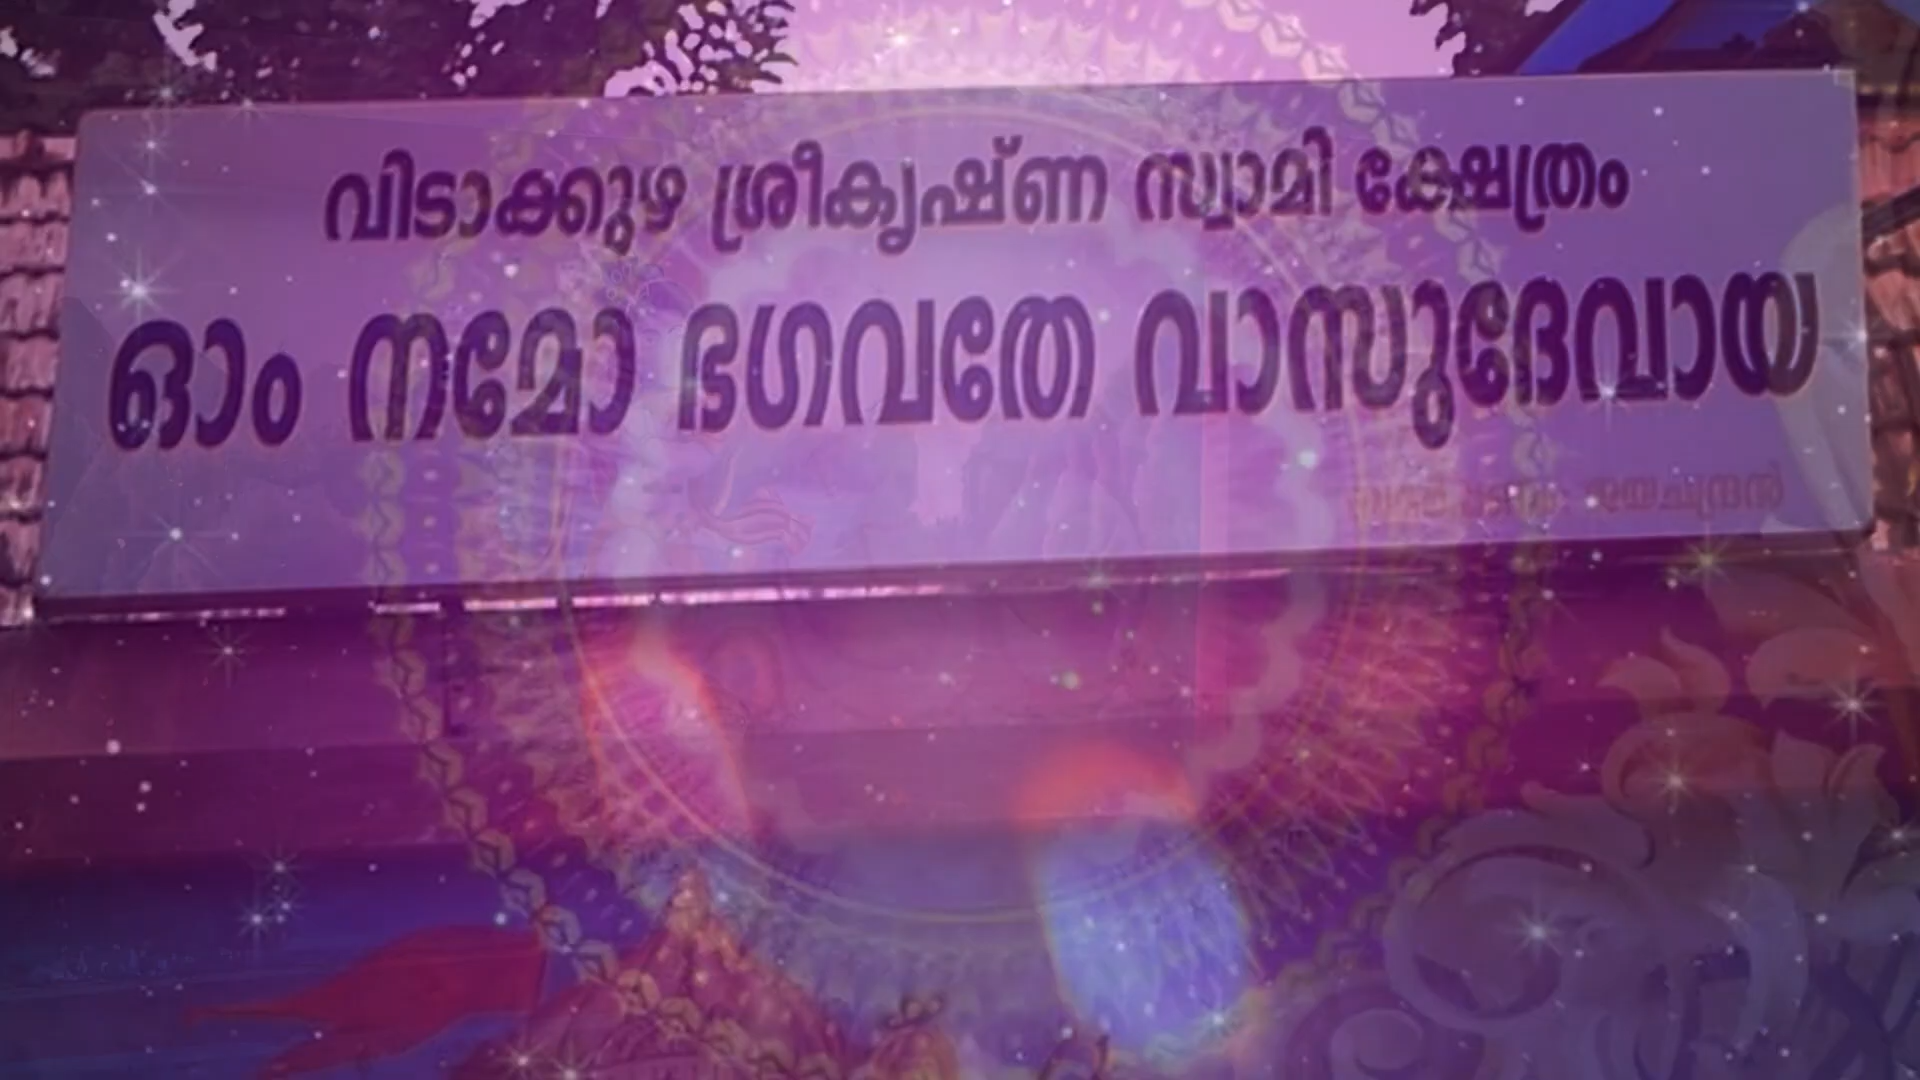 വിടാക്കുഴ ശ്രീകൃഷ്ണ സ്വാമി ക്ഷേത്രം
ഓം നമോ ഭഗവതേ വാസുദേവായ